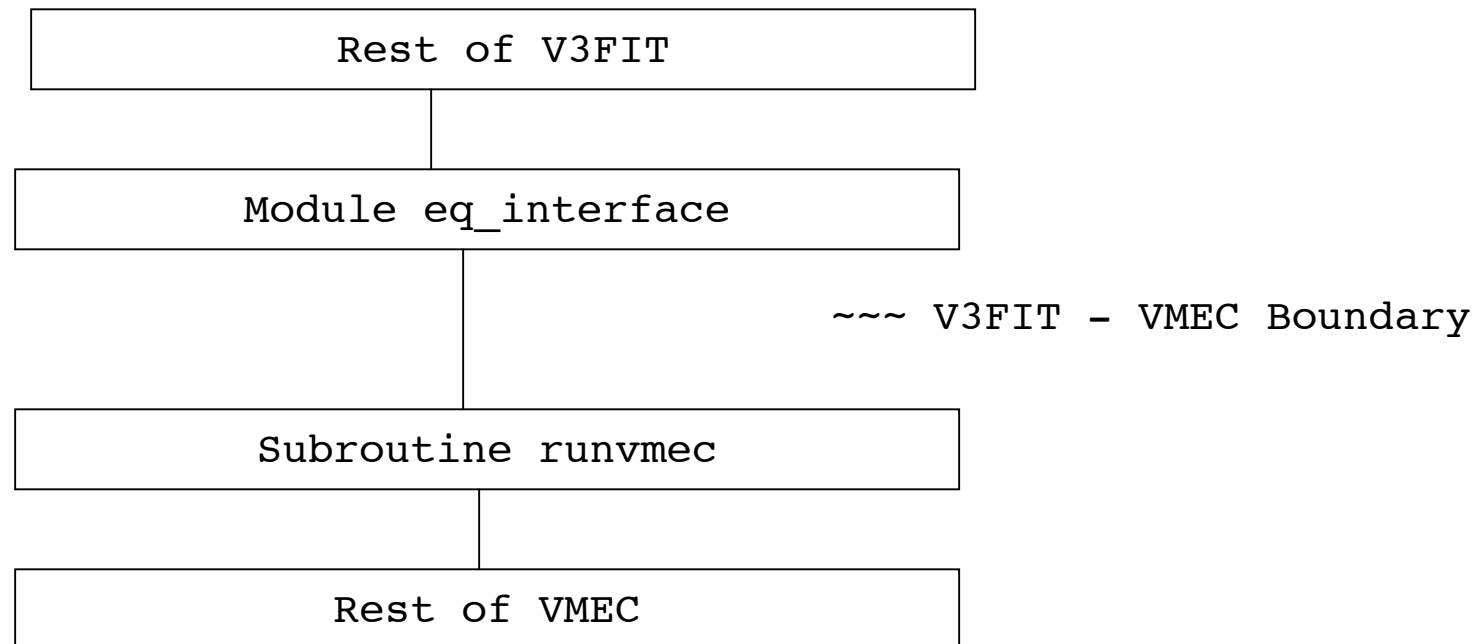 Rest of V3FIT
Module eq_interface
~~~ V3FIT - VMEC Boundary
Subroutine runvmec
Rest of VMEC